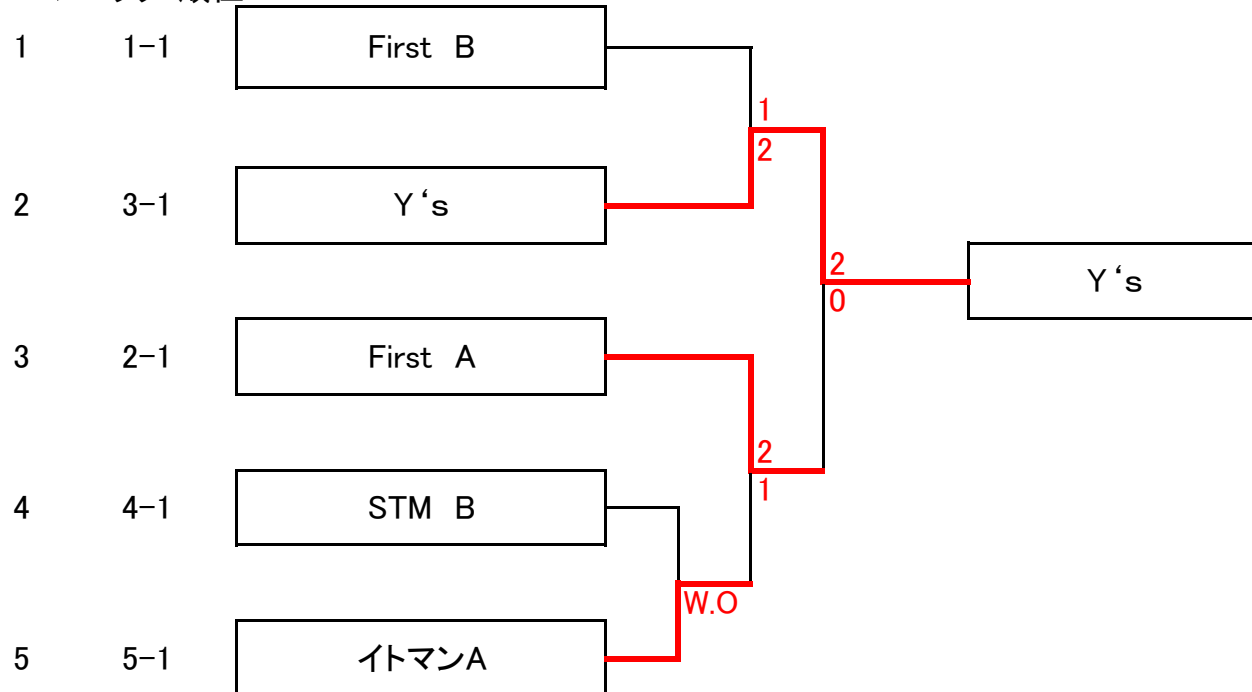 1 1-1 First B
1
2
2 3-1 Y‘s
2
0
Y‘s
3 2-1 First A
2
1
4 4-1 STM B
W.O
5 5-1 イトマンA